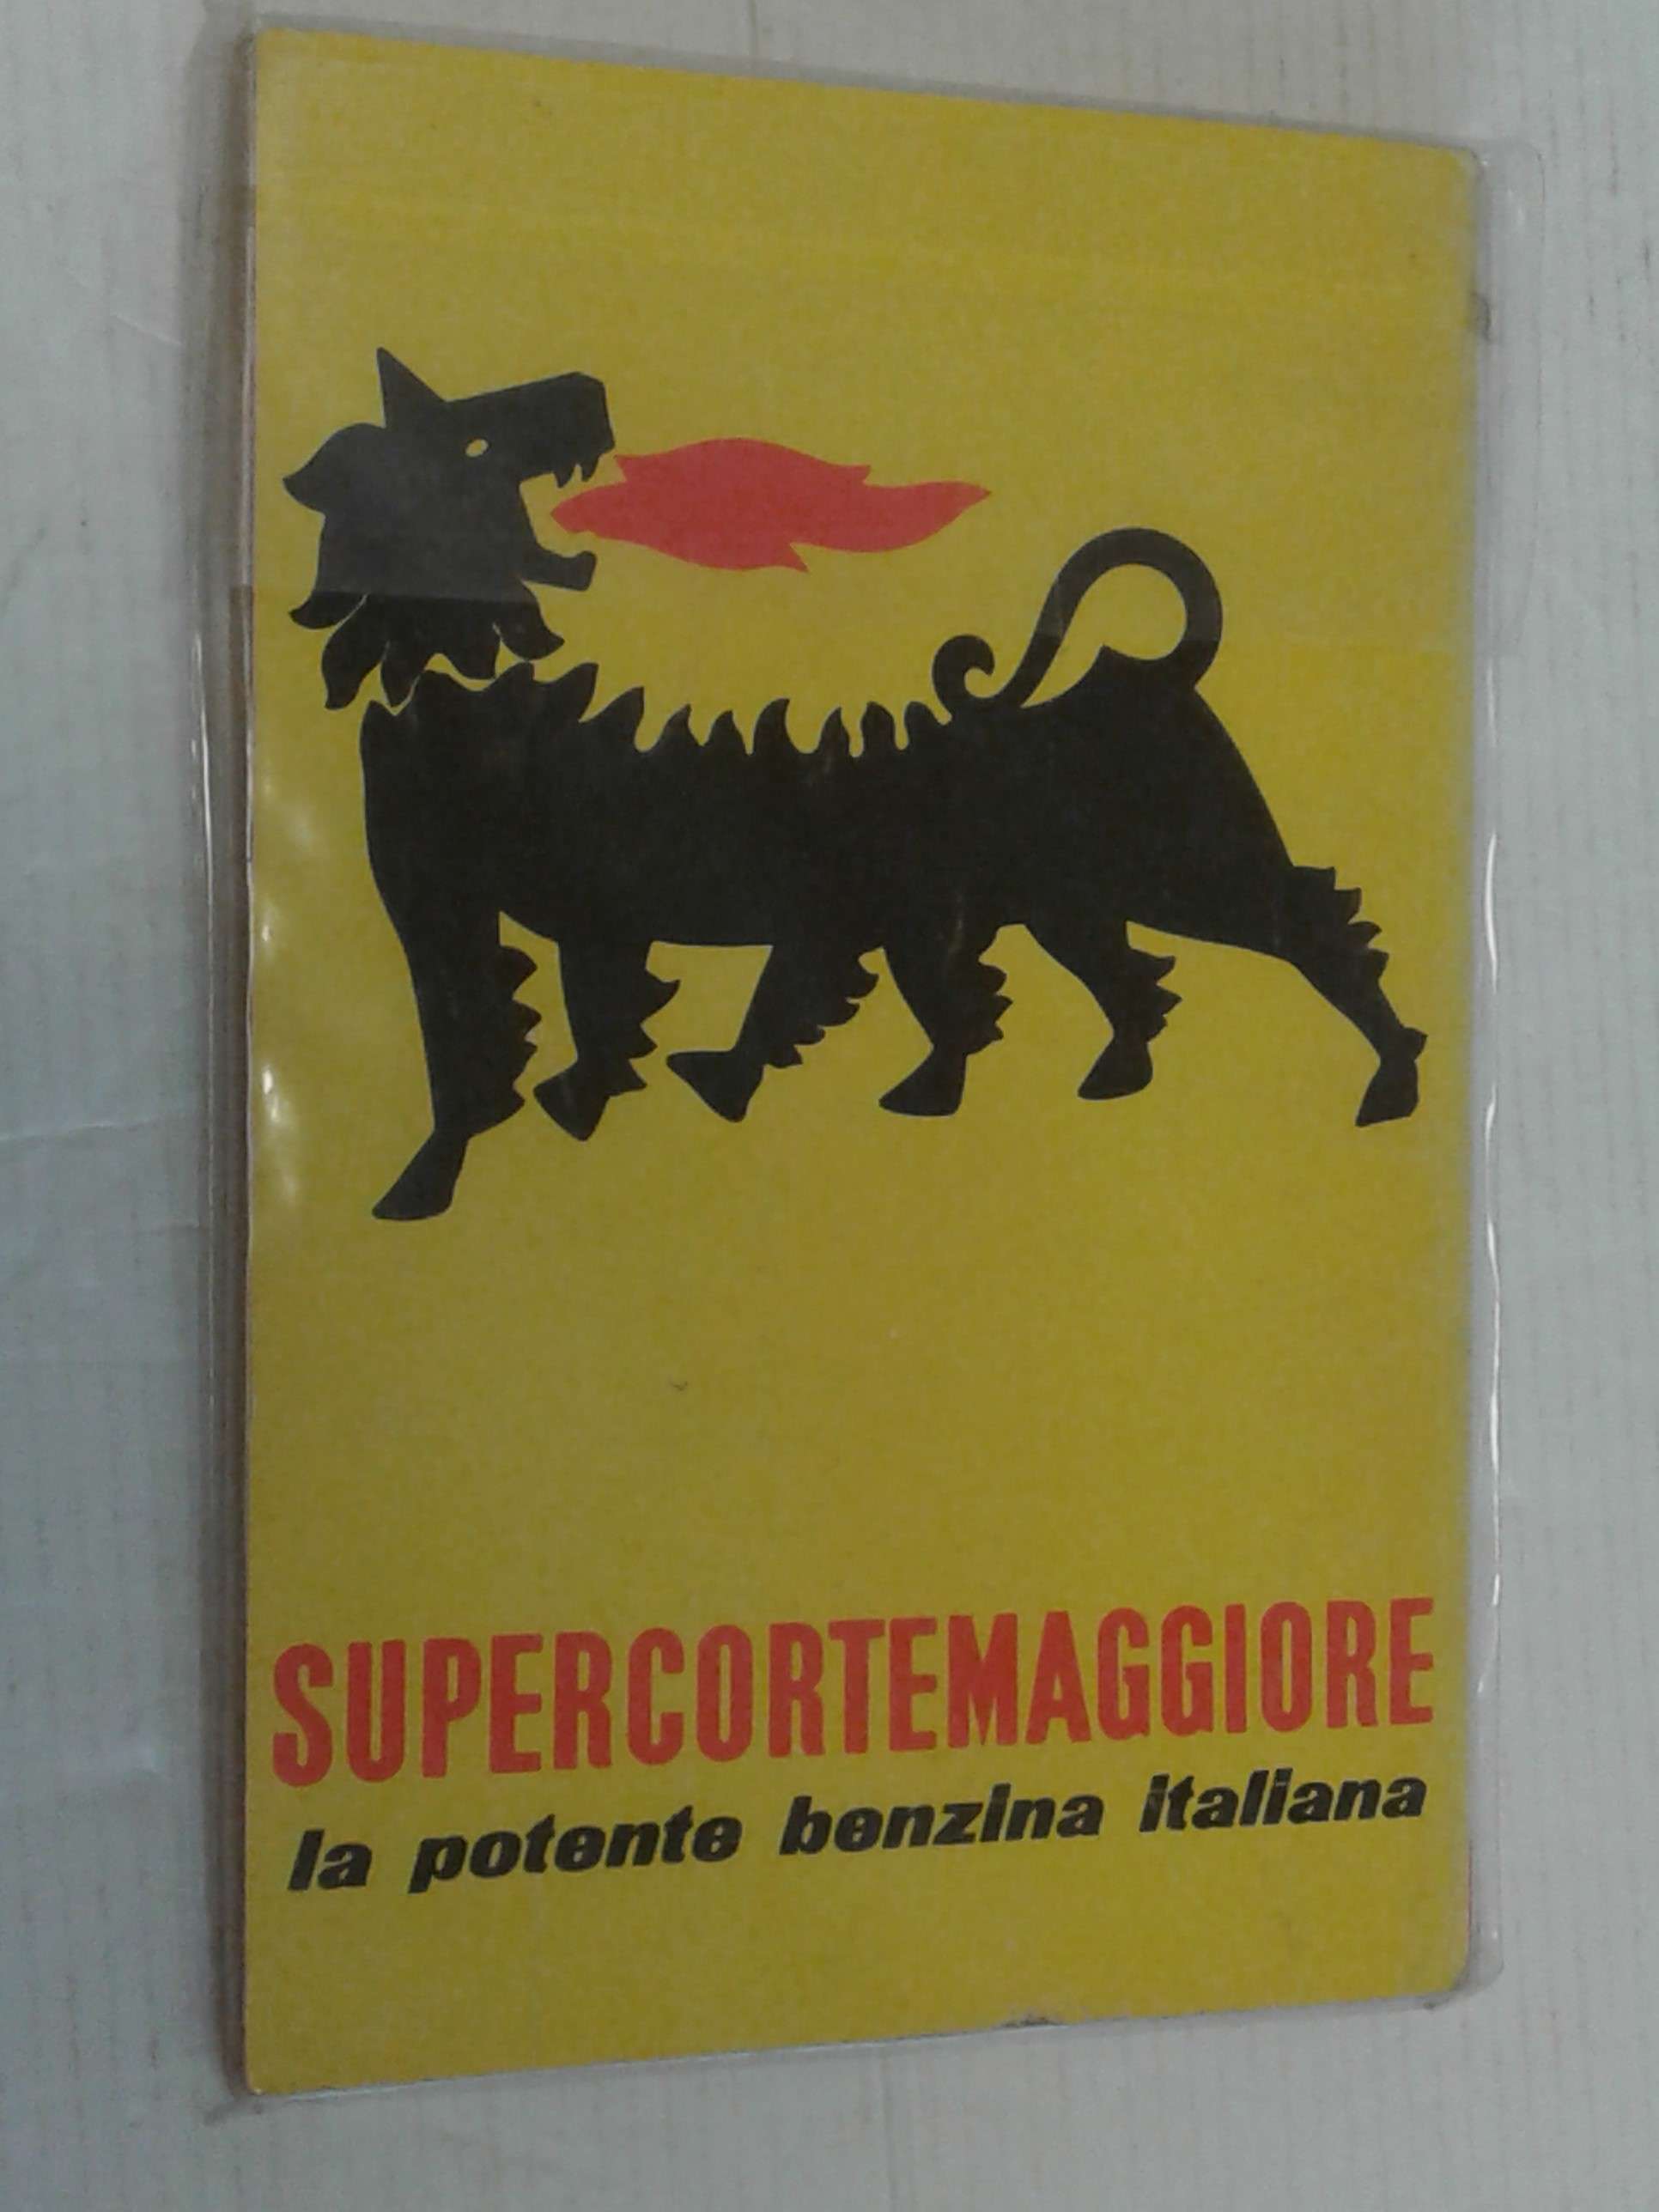 SUPERCORTEMAGGIORE
la potente benzina italiana